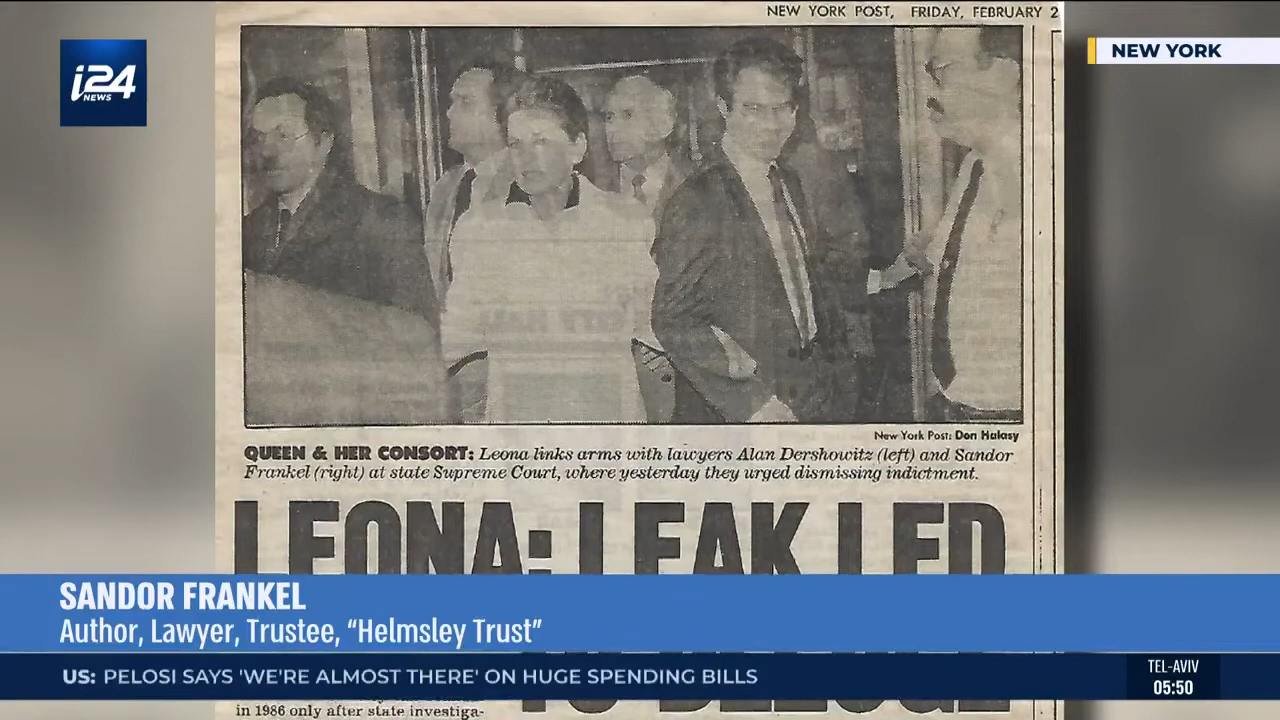 NEW YORK POST, FRIDAY, FEBRUARY 2
i24
NEWS
NEW YORK
New York Post: Don Halasy
QUEEN & HER CONSORT: Leona links arms with lawyers Alan Dershowitz (left) and Sandor
Frankel (right) at state Supreme Court, where yesterday they urged dismissing indictment.
LEONA: LEAK LED
SANDOR FRANKEL
Author, Lawyer, Trustee, “Helmsley Trust”
US: PELOSI SAYS 'WE'RE ALMOST THERE' ON HUGE SPENDING BILLS
TEL-AVIV
05:50
in 1986 only after state investiga-